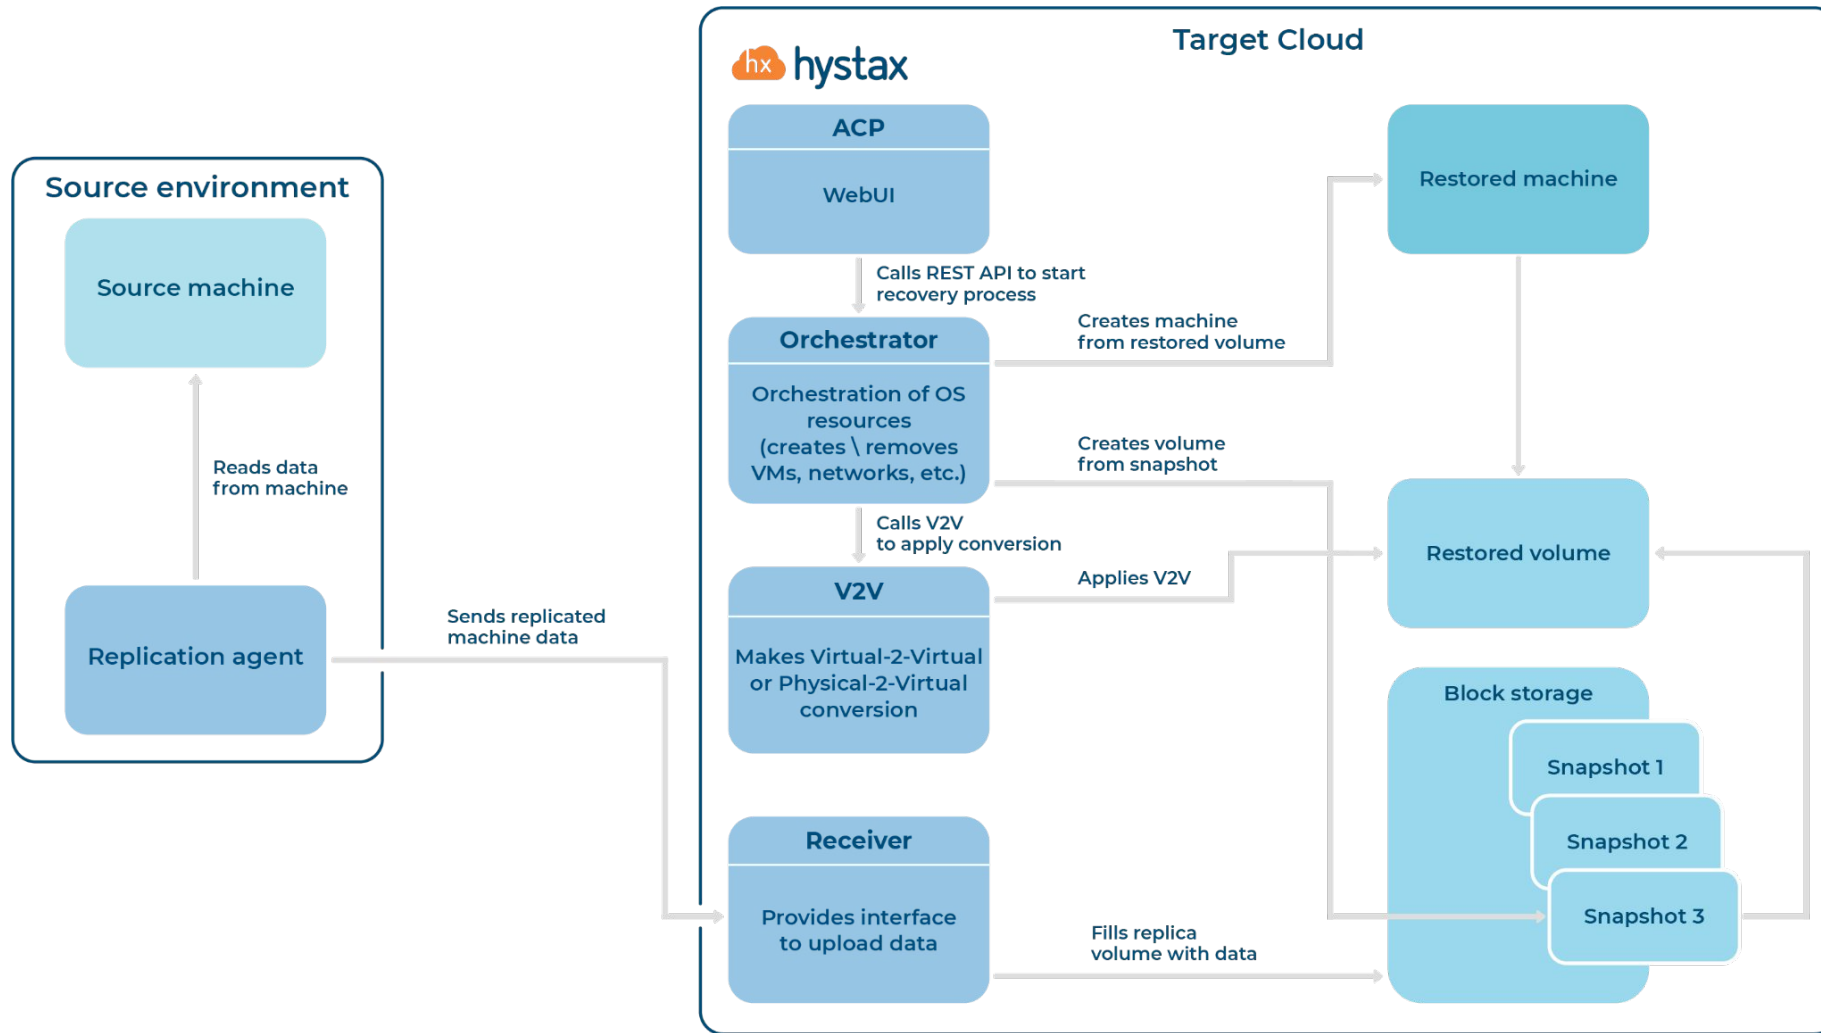 Target Cloud
hx hystax
Source environment
Source machine
Reads data
from machine
Replication agent
Sends replicated
machine data
ACP
WebUI
Calls REST API to start
recovery process
Orchestrator
Orchestration of OS
resources
(creates \ removes
VMs, networks, etc.)
Calls V2V
to apply conversion
V2V
Makes Virtual-2-Virtual
or Physical-2-Virtual
conversion
Receiver
Provides interface
to upload data
Creates machine
from restored volume
Creates volume
from snapshot
Applies V2V
Fills replica
volume with data
Restored machine
Restored volume
Block storage
Snapshot 1
Snapshot 2
Snapshot 3